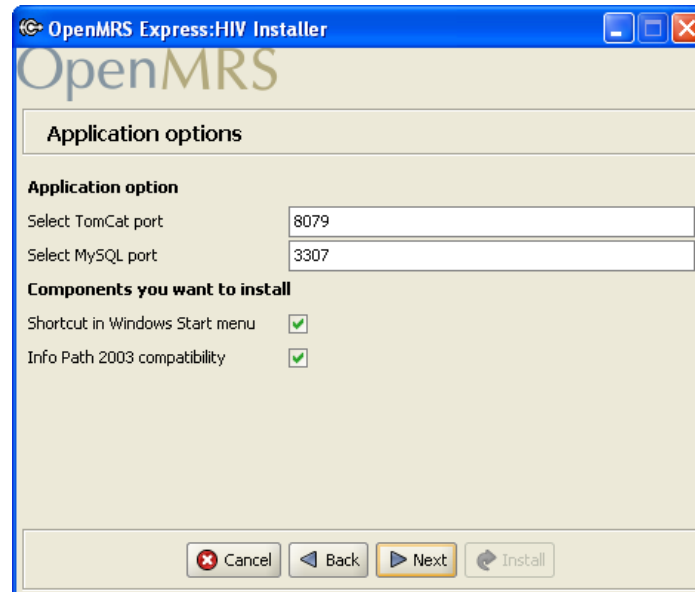 OpenMRS Express:HIV Installer
OpenMRS
Application options
Application option
Select TomCat port 8079
Select MySQL port 3307
Components you want to install
Shortcut in Windows Start menu
Info Path 2003 compatibility
Cancel Back Next Install